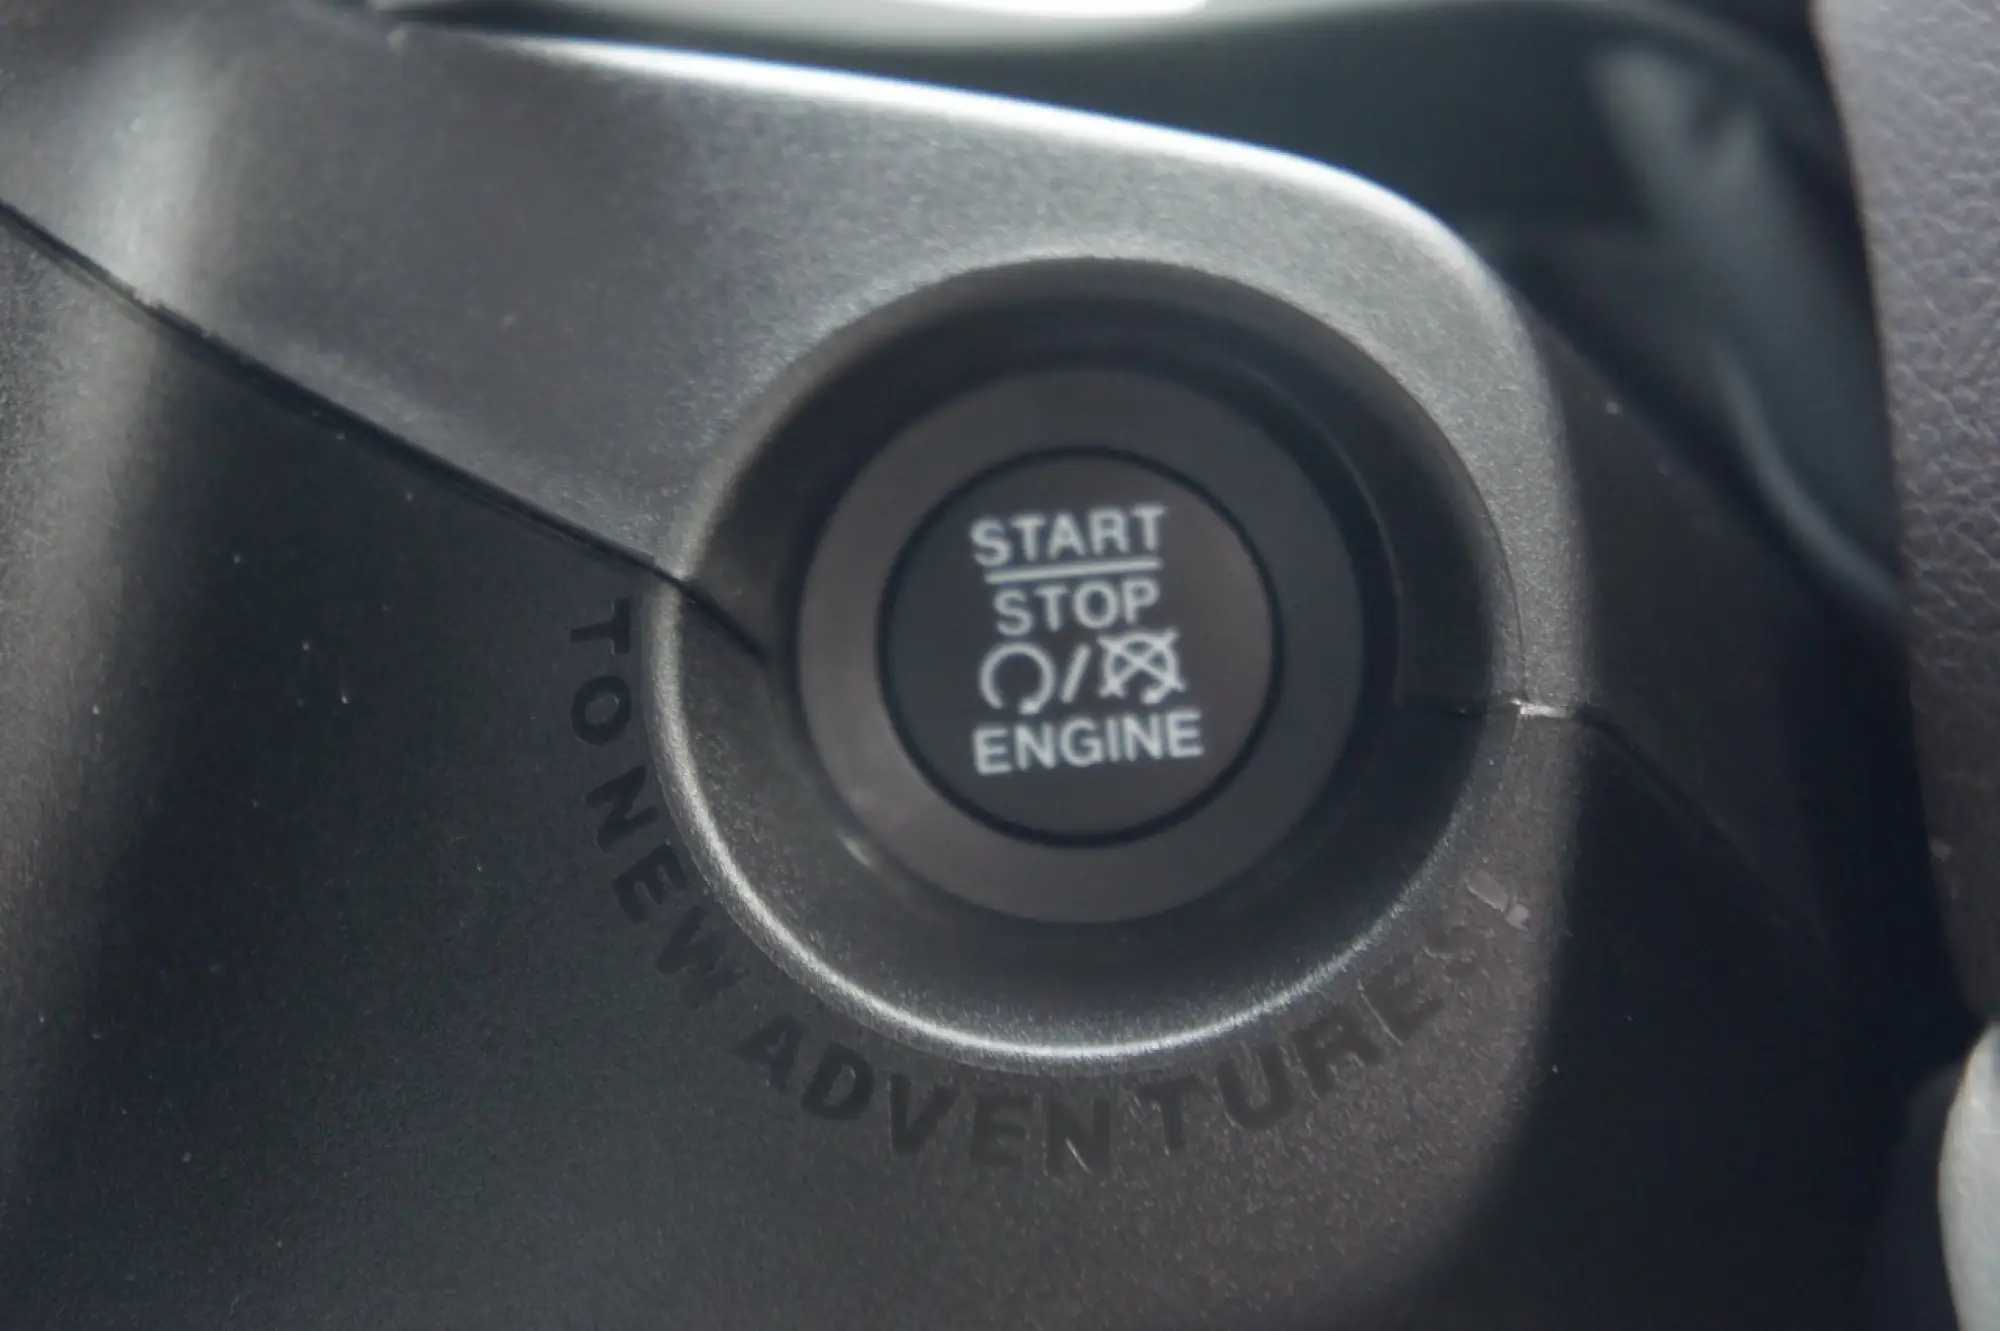 START
STOP
/
ENGINE
TO NEW ADVENTURES!